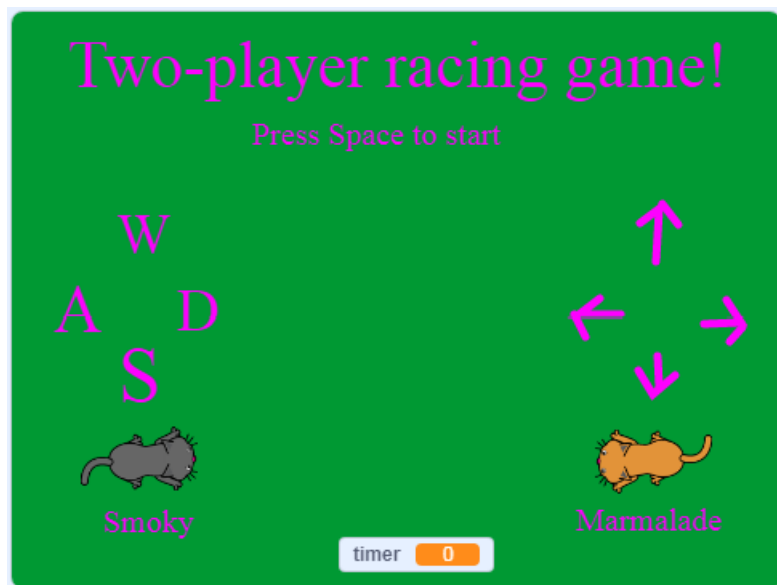 Two-player racing game!
Press Space to start
W
A D
S
Smoky
Marmalade
timer 0